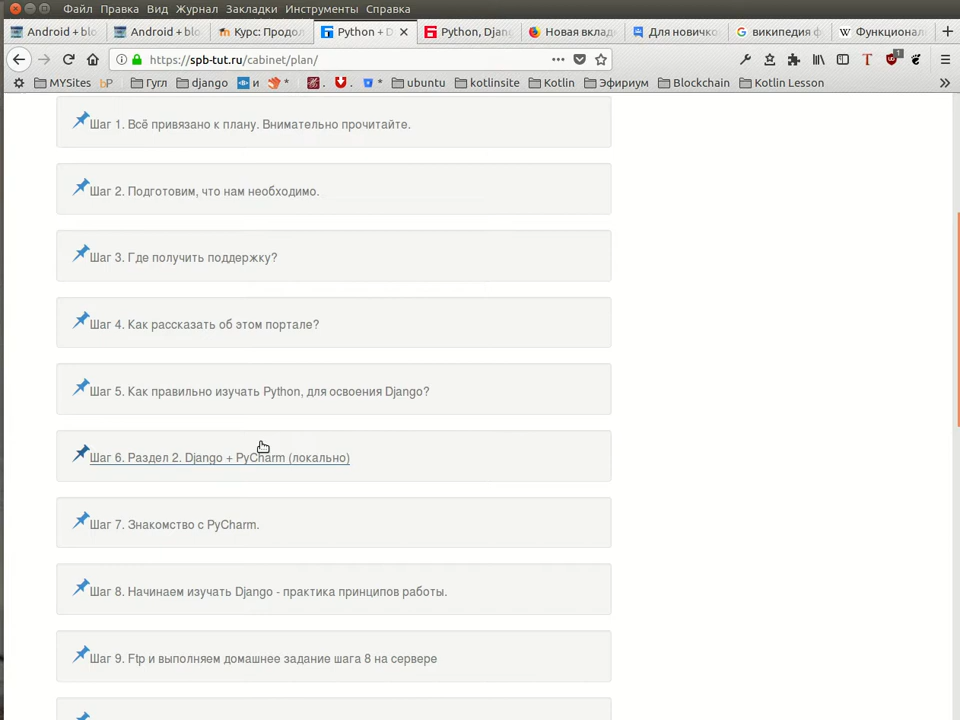 Файл Правка Вид Журнал Закладки Инструменты Справка
Android + blo Android + blo Курс: Продол Python + D Python, Djang Новая вклад Для новичко википедия ф Функционал
https://spb-tut.ru/cabinet/plan/
MYSites Гугл django и ubuntu kotlinsite Kotlin Эфириум Blockchain Kotlin Lesson
Шаг 1. Всё привязано к плану. Внимательно прочитайте.
Шаг 2. Подготовим, что нам необходимо.
Шаг 3. Где получить поддержку?
Шаг 4. Как рассказать об этом портале?
Шаг 5. Как правильно изучать Python, для освоения Django?
Шаг 6. Раздел 2. Django + PyCharm (локально)
Шаг 7. Знакомство с PyCharm.
Шаг 8. Начинаем изучать Django - практика принципов работы.
Шаг 9. Ftp и выполняем домашнее задание шага 8 на сервере